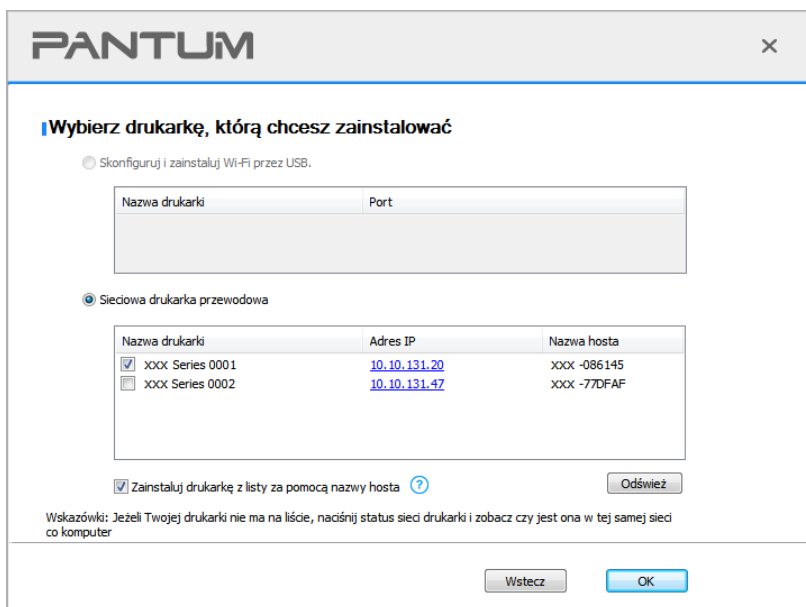 PANTUM
Wybierz drukarkę, którą chcesz zainstalować
Skonfiguruj i zainstaluj Wi-Fi przez USB.
Nazwa drukarki Port
Sieciowa drukarka przewodowa
Nazwa drukarki Adres IP Nazwa hosta
XXX Series 0001 10.10.131.20 XXX -086145
XXX Series 0002 10.10.131.47 XXX -77DFAF
Zainstaluj drukarkę z listy za pomocą nazwy hosta ? Odśwież
Wskazówki: Jeżeli Twojej drukarki nie ma na liście, naciśnij status sieci drukarki i zobacz czy jest ona w tej samej sieci
co komputer
Wstecz OK